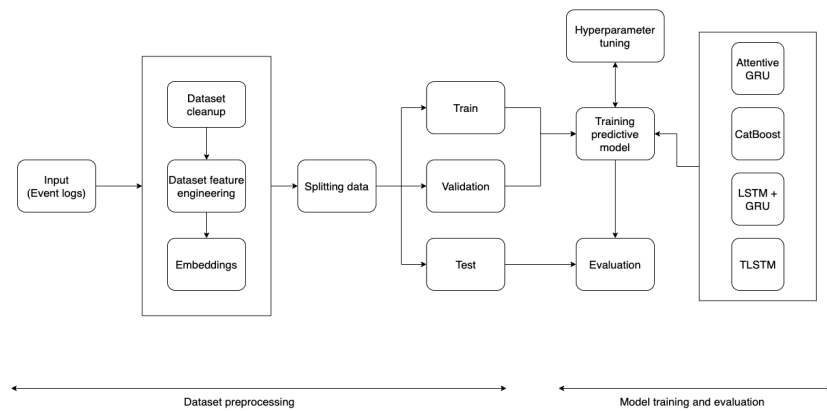 Input
(Event logs)
Dataset
cleanup
Dataset feature
engineering
Embeddings
Splitting data
Train
Validation
Test
Hyperparameter
tuning
Training
predictive
model
Evaluation
Attentive
GRU
CatBoost
LSTM +
GRU
TLSTM
Dataset preprocessing
Model training and evaluation